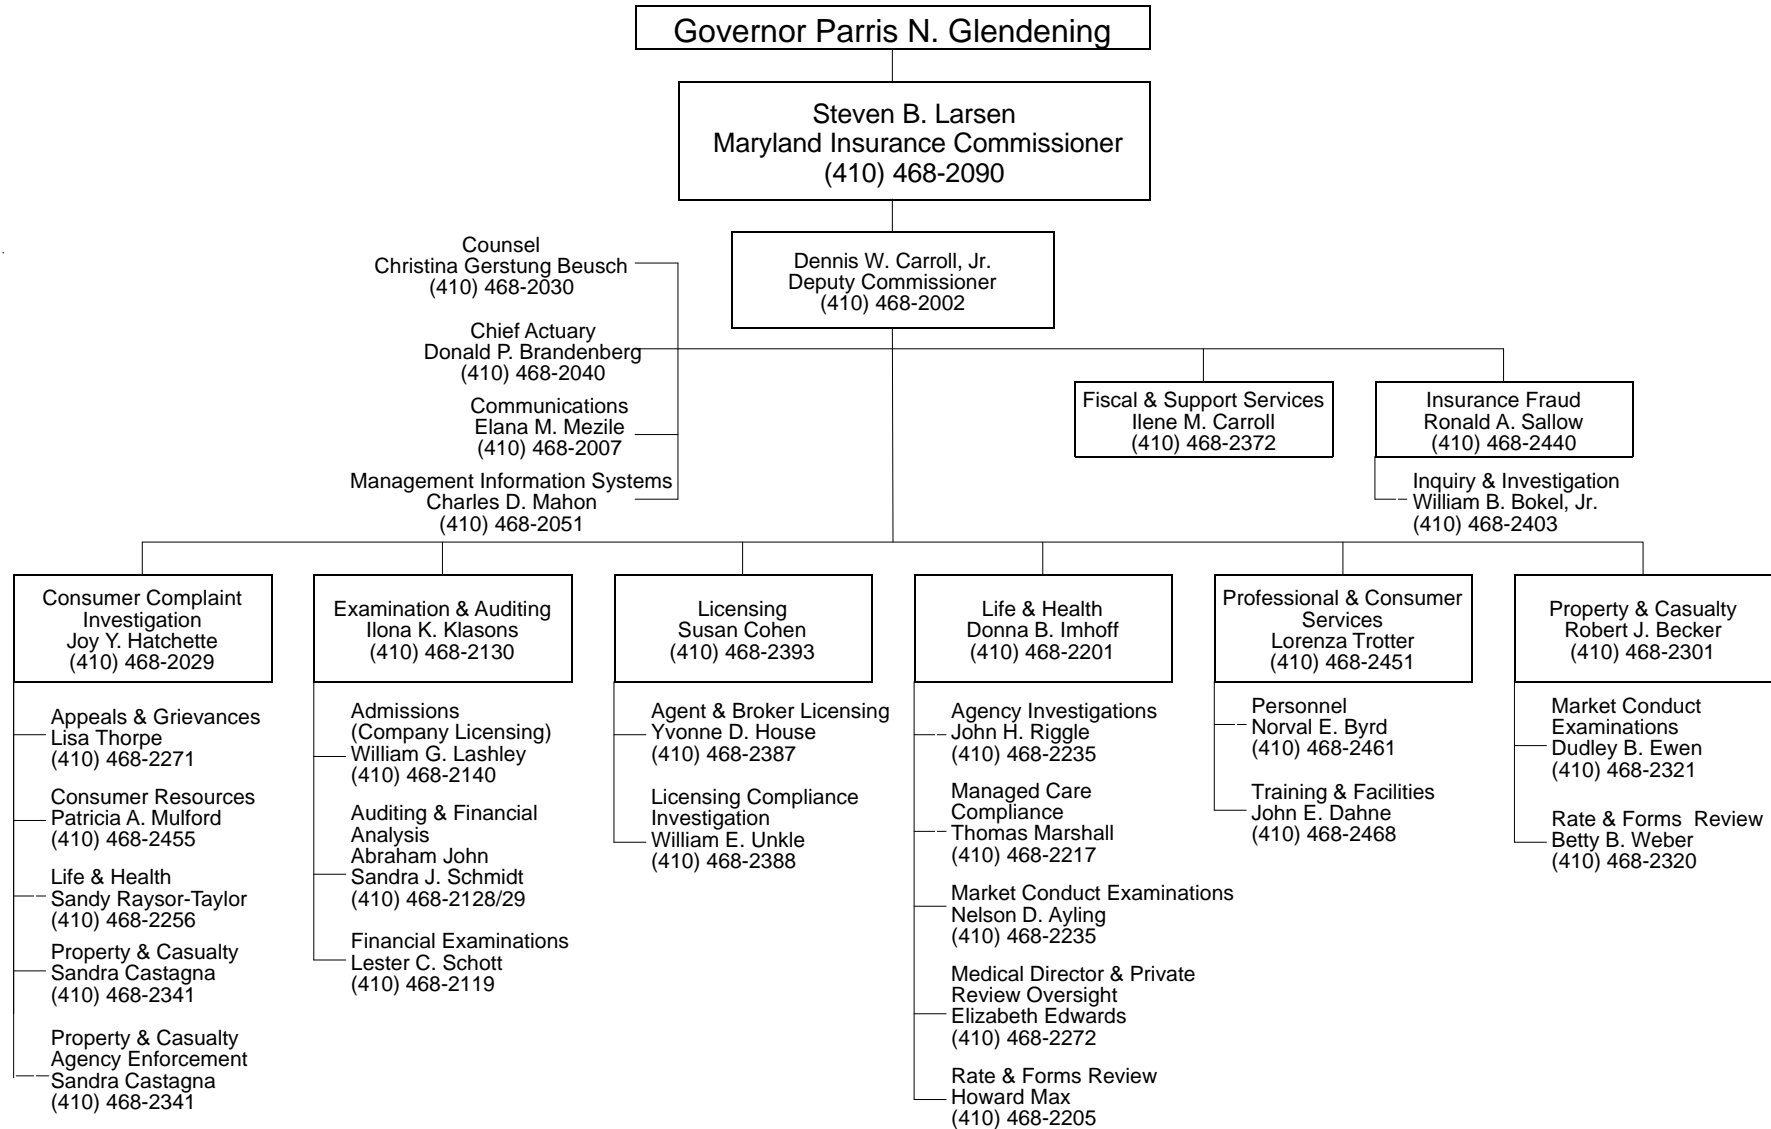 Governor Parris N. Glendening
Steven B. Larsen
Maryland Insurance Commissioner
(410) 468-2090
Dennis W. Carroll, Jr.
Deputy Commissioner
(410) 468-2002
Counsel
Christina Gerstung Beusch
(410) 468-2030
Chief Actuary
Donald P. Brandenberg
(410) 468-2040
Communications
Elana M. Mezile
(410) 468-2007
Management Information Systems
Charles D. Mahon
(410) 468-2051
Fiscal & Support Services
Ilene M. Carroll
(410) 468-2372
Insurance Fraud
Ronald A. Sallow
(410) 468-2440
Inquiry & Investigation
William B. Bokel, Jr.
(410) 468-2403
Consumer Complaint
Investigation
Joy Y. Hatchette
(410) 468-2029
Appeals & Grievances
Lisa Thorpe
(410) 468-2271
Consumer Resources
Patricia A. Mulford
(410) 468-2455
Life & Health
Sandy Raysor-Taylor
(410) 468-2256
Property & Casualty
Sandra Castagna
(410) 468-2341
Property & Casualty
Agency Enforcement
Sandra Castagna
(410) 468-2341
Examination & Auditing
Ilona K. Klasons
(410) 468-2130
Admissions
(Company Licensing)
William G. Lashley
(410) 468-2140
Auditing & Financial
Analysis
Abraham John
Sandra J. Schmidt
(410) 468-2128/29
Financial Examinations
Lester C. Schott
(410) 468-2119
Licensing
Susan Cohen
(410) 468-2393
Agent & Broker Licensing
Yvonne D. House
(410) 468-2387
Licensing Compliance
Investigation
William E. Unkle
(410) 468-2388
Life & Health
Donna B. Imhoff
(410) 468-2201
Agency Investigations
John H. Riggle
(410) 468-2235
Managed Care
Compliance
Thomas Marshall
(410) 468-2217
Market Conduct Examinations
Nelson D. Ayling
(410) 468-2235
Medical Director & Private
Review Oversight
Elizabeth Edwards
(410) 468-2272
Rate & Forms Review
Howard Max
(410) 468-2205
Professional & Consumer
Services
Lorenza Trotter
(410) 468-2451
Personnel
Norval E. Byrd
(410) 468-2461
Training & Facilities
John E. Dahne
(410) 468-2468
Property & Casualty
Robert J. Becker
(410) 468-2301
Market Conduct
Examinations
Dudley B. Ewen
(410) 468-2321
Rate & Forms Review
Betty B. Weber
(410) 468-2320